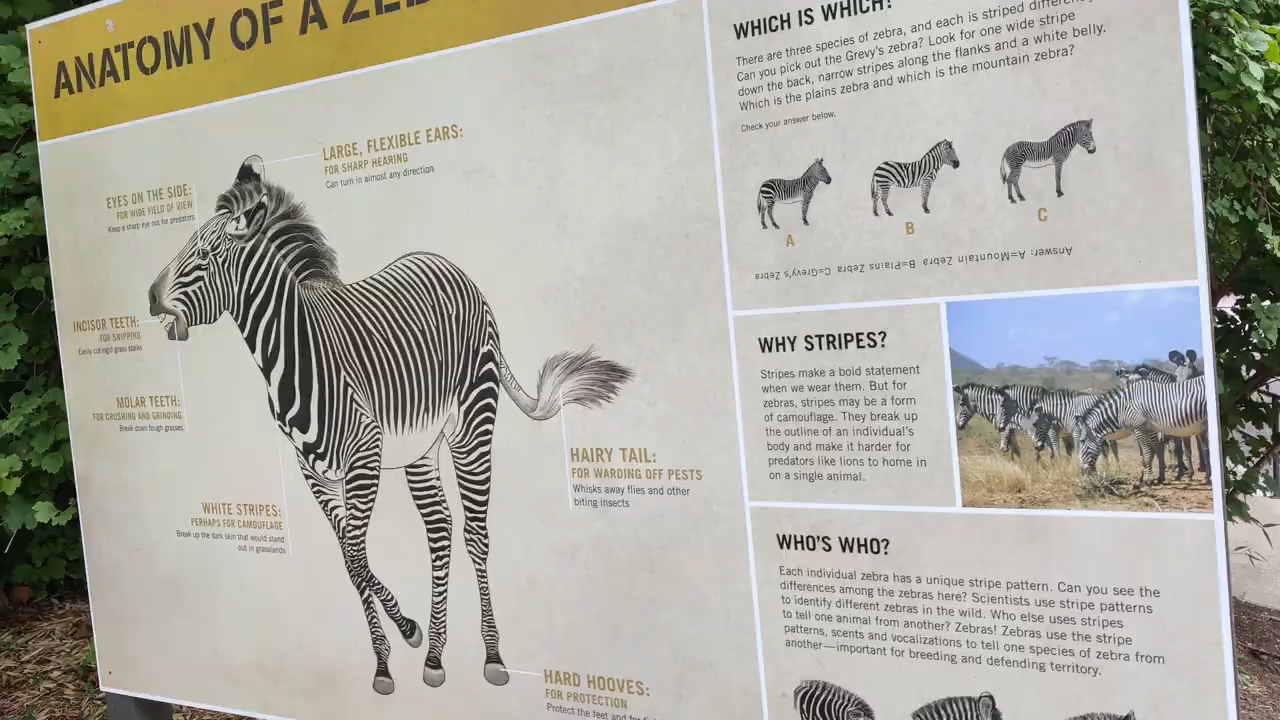 ANATOMY OF A
LARGE, FLEXIBLE EARS:
FOR SHARP HEARING
Can turn in almost any direction
EYES ON THE SIDE:
FOR WIDE FIELD OF VIEW
Keep a sharp eye out for predators
INCISOR TEETH:
FOR SNIPPING
Easily cut rigid grass stalks
MOLAR TEETH:
FOR CRUSHING AND GRINDING
Break down tough grasses
HAIRY TAIL:
FOR WARDING OFF PESTS
Whisks away flies and other
biting insects
WHITE STRIPES:
PERHAPS FOR CAMOUFLAGE
Break up the dark skin that would stand
out in grasslands
HARD HOOVES:
FOR PROTECTION
Protect the feet and for
WHICH IS WHICH?
There are three species of zebra, and each is striped
Can you pick out the Grevy's zebra? Look for one wide stripe
down the back, narrow stripes along the flanks and a white belly.
Which is the plains zebra and which is the mountain zebra?
Check your answer below.
A
B
C
Answer: A=Mountain Zebra B=Plains Zebra C=Grevy's Zebra
WHY STRIPES?
Stripes make a bold statement
when we wear them. But for
zebras, stripes may be a form
of camouflage. They break up
the outline of an individual's
body and make it harder for
predators like lions to home in
on a single animal.
WHO'S WHO?
Each individual zebra has a unique stripe pattern. Can you see the
differences among the zebras here? Scientists use stripe patterns
to identify different zebras in the wild. Who else uses stripes
to tell one animal from another? Zebras! Zebras use the stripe
patterns, scents and vocalizations to tell one species of zebra from
another—important for breeding and defending territory.